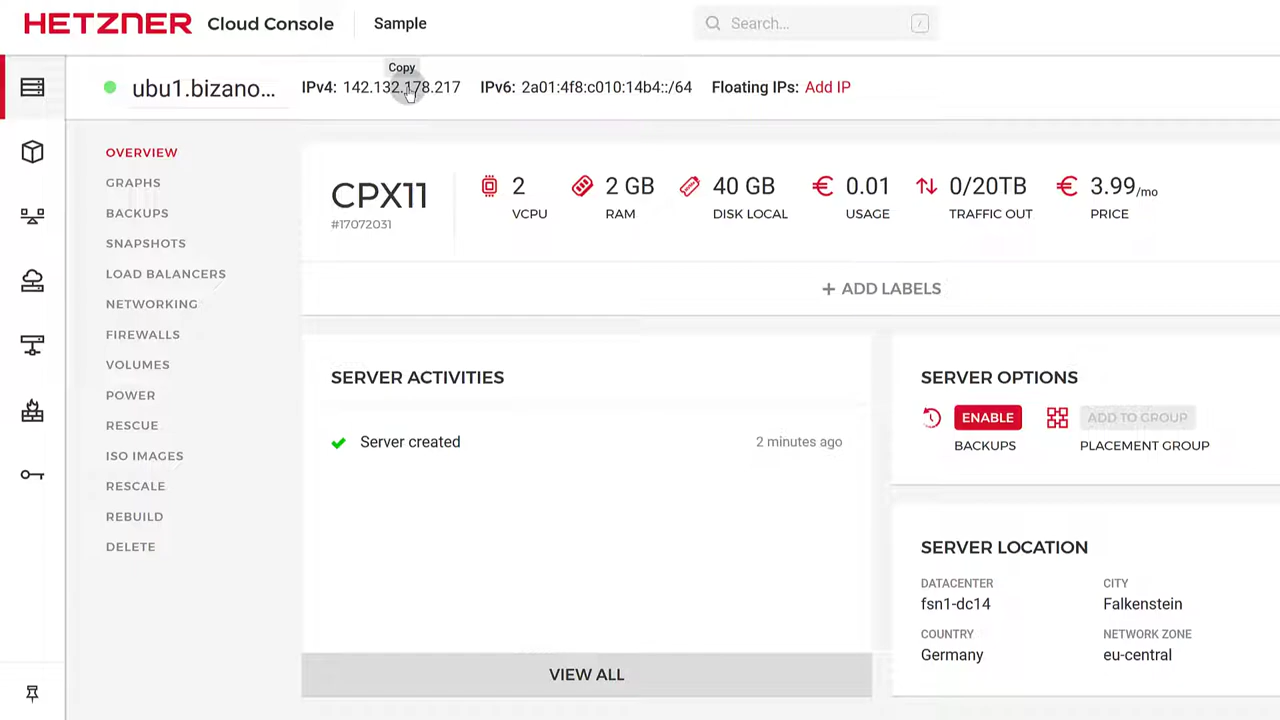 HETZNER Cloud Console Sample Search... /
Copy
ubu1.bizano... IPv4: 142.132.178.217 IPv6: 2a01:4f8:c010:14b4::/64 Floating IPs: Add IP
OVERVIEW
GRAPHS
BACKUPS
SNAPSHOTS
LOAD BALANCERS
NETWORKING
FIREWALLS
VOLUMES
POWER
RESCUE
ISO IMAGES
RESCALE
REBUILD
DELETE
CPX11
#17072031
2
VCPU
2 GB
RAM
40 GB
DISK LOCAL
€ 0.01
USAGE
0/20TB
TRAFFIC OUT
€ 3.99/mo
PRICE
+ ADD LABELS
SERVER ACTIVITIES
Server created 2 minutes ago
VIEW ALL
SERVER OPTIONS
ENABLE
BACKUPS
ADD TO GROUP
PLACEMENT GROUP
SERVER LOCATION
DATACENTER
fsn1-dc14
CITY
Falkenstein
COUNTRY
Germany
NETWORK ZONE
eu-central